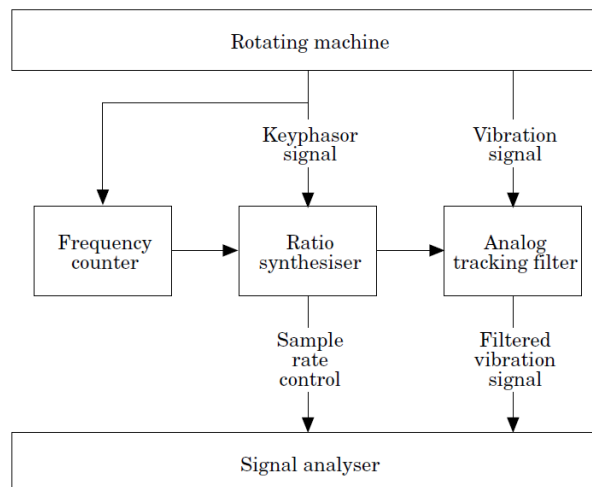 Rotating machine
Keyphasor
signal
Vibration
signal
Frequency
counter
Ratio
synthesiser
Analog
tracking filter
Sample
rate
control
Filtered
vibration
signal
Signal analyser